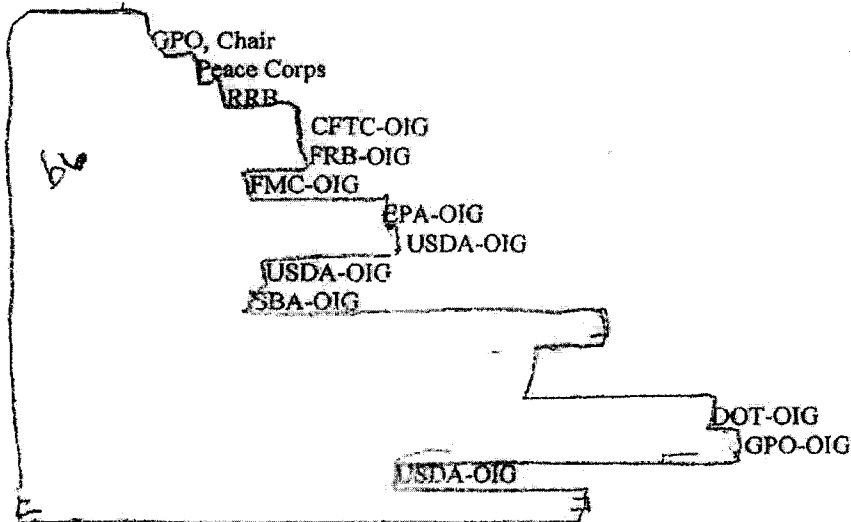 GPO, Chair
Peace Corps
RRB
CFTC-OIG
b6
FRB-OIG
FMC-OIG
EPA-OIG
USDA-OIG
USDA-OIG
SBA-OIG
DOT-OIG
GPO-OIG
USDA-OIG